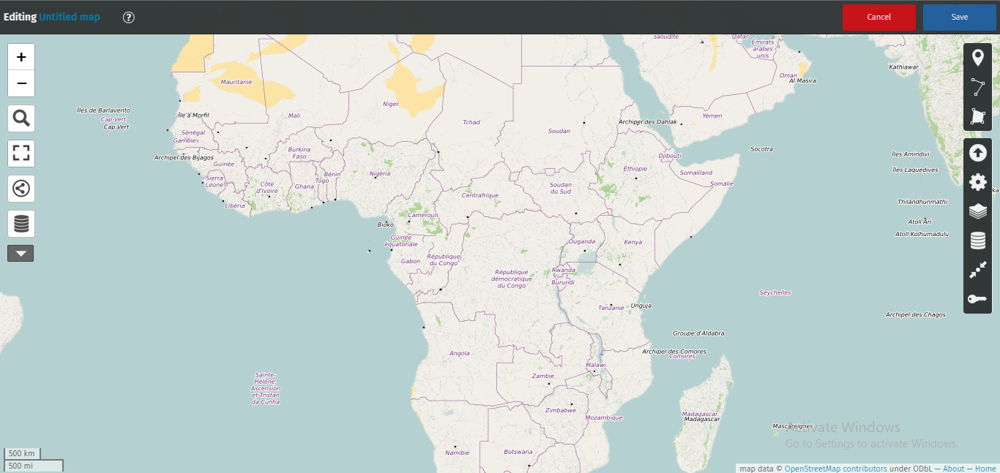 Editing Untitled map
?
Cancel
Save
+
−
saoudite
Qatar
Émirats
arabes
unis
Kathiawar
Oman
Al Masira
Mauritanie
Niger
Mali
Îles de Barlavento
Cap-Vert
Cap Vert
Île à Morfil
Tchad
Soudan
Archipel des Dahlak
Yémen
Sénégal
Gambie
Burkina
Faso
Archipel des Bijagos
Guinée
Sierra
Leone
Côte
d'Ivoire
Ghana
Togo
Bénin
Nigéria
Djibouti
Socotra
Îles Amindivi
Éthiopie
Somaliland
Îles Laquedives
Somalie
Libéria
Centrafrique
Soudan
du Sud
Thilandhunmathi
Cameroun
Bioko
Atoll Ari
Atoll Kolhumadulu
Guinée
équatoriale
Ouganda
Kenya
Gabon
République
du Congo
République
démocratique
du Congo
Rwanda
Burundi
Seychelles
Tanzanie
Unguja
Archipel des Chagos
Groupe d'Aldabra
Archipel des Comores
Comores
Angola
Malawi
Zambie
Sainte-
Hélène,
Ascension
et Tristan
da Cunha
Zimbabwe
Mozambique
Madagascar
Madagascar
Mascareignes
Activate Windows
Go to Settings to activate Windows.
Namibie
Botswana
500 km
500 mi
map data © OpenStreetMap contributors under ODbL — About — Home